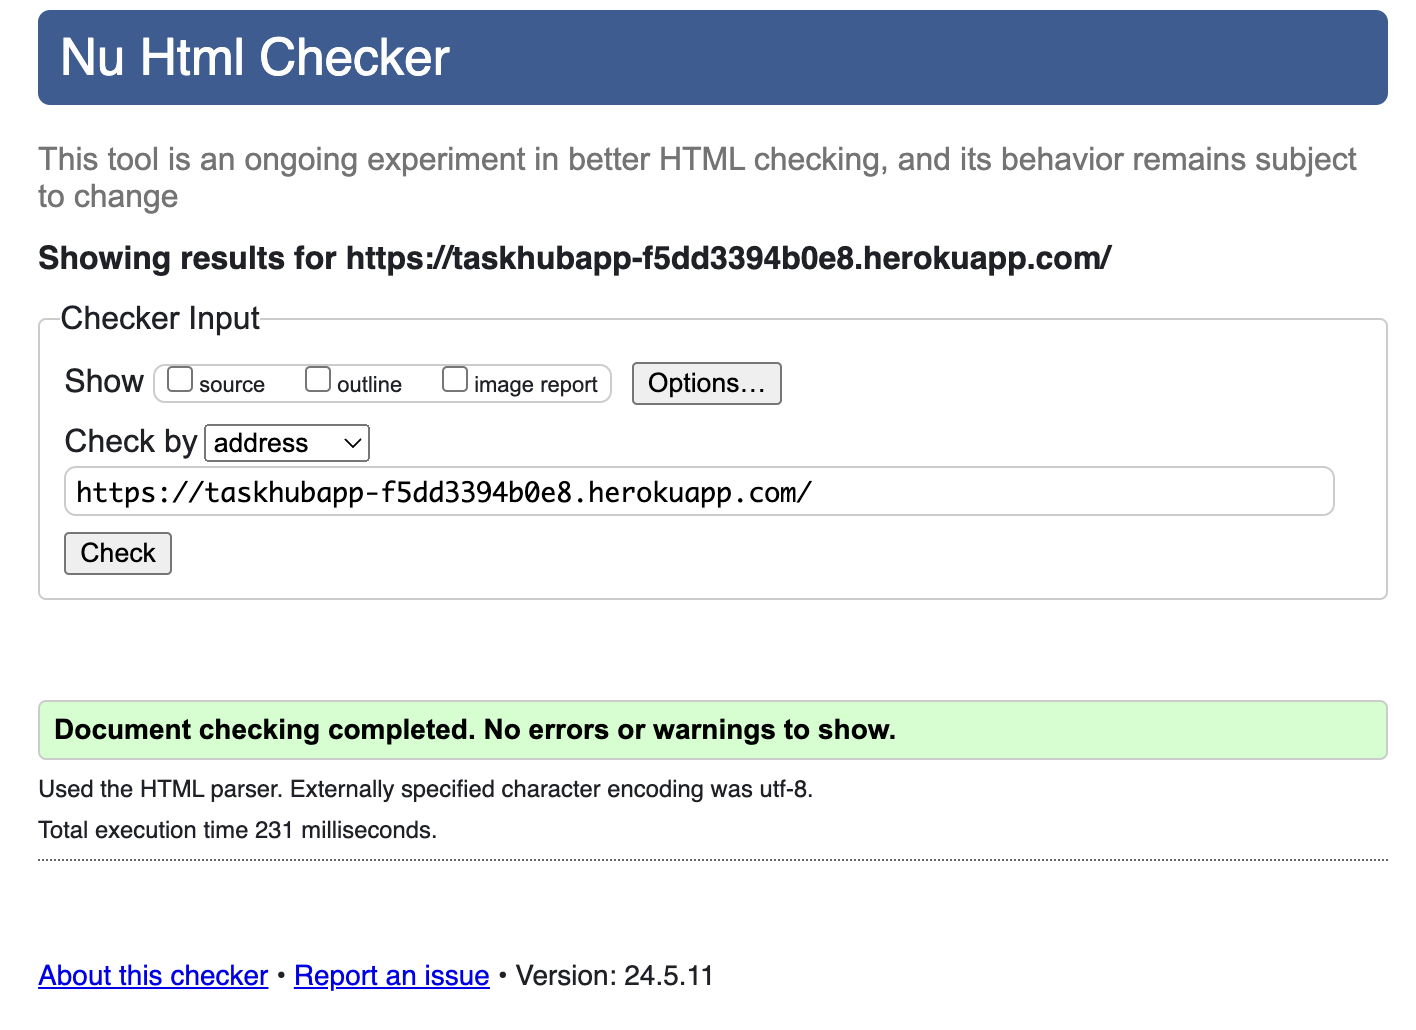 Nu Html Checker
This tool is an ongoing experiment in better HTML checking, and its behavior remains subject
to change
Showing results for https://taskhubapp-f5dd3394b0e8.herokuapp.com/
Checker Input
Show source outline image report Options…
Check by address
https://taskhubapp-f5dd3394b0e8.herokuapp.com/
Check
Document checking completed. No errors or warnings to show.
Used the HTML parser. Externally specified character encoding was utf-8.
Total execution time 231 milliseconds.
About this checker • Report an issue • Version: 24.5.11